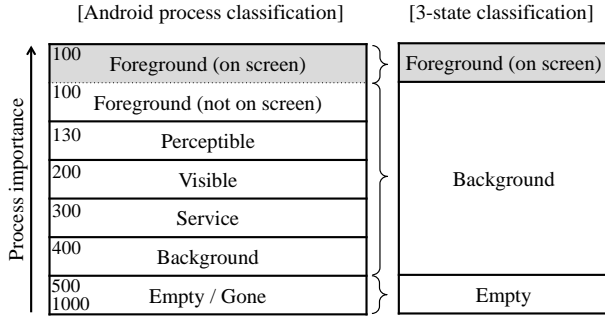 [Android process classification]
[3-state classification]
Process importance
100
Foreground (on screen)
100
Foreground (not on screen)
130
Perceptible
200
Visible
300
Service
400
Background
500
1000
Empty / Gone
Foreground (on screen)
Background
Empty